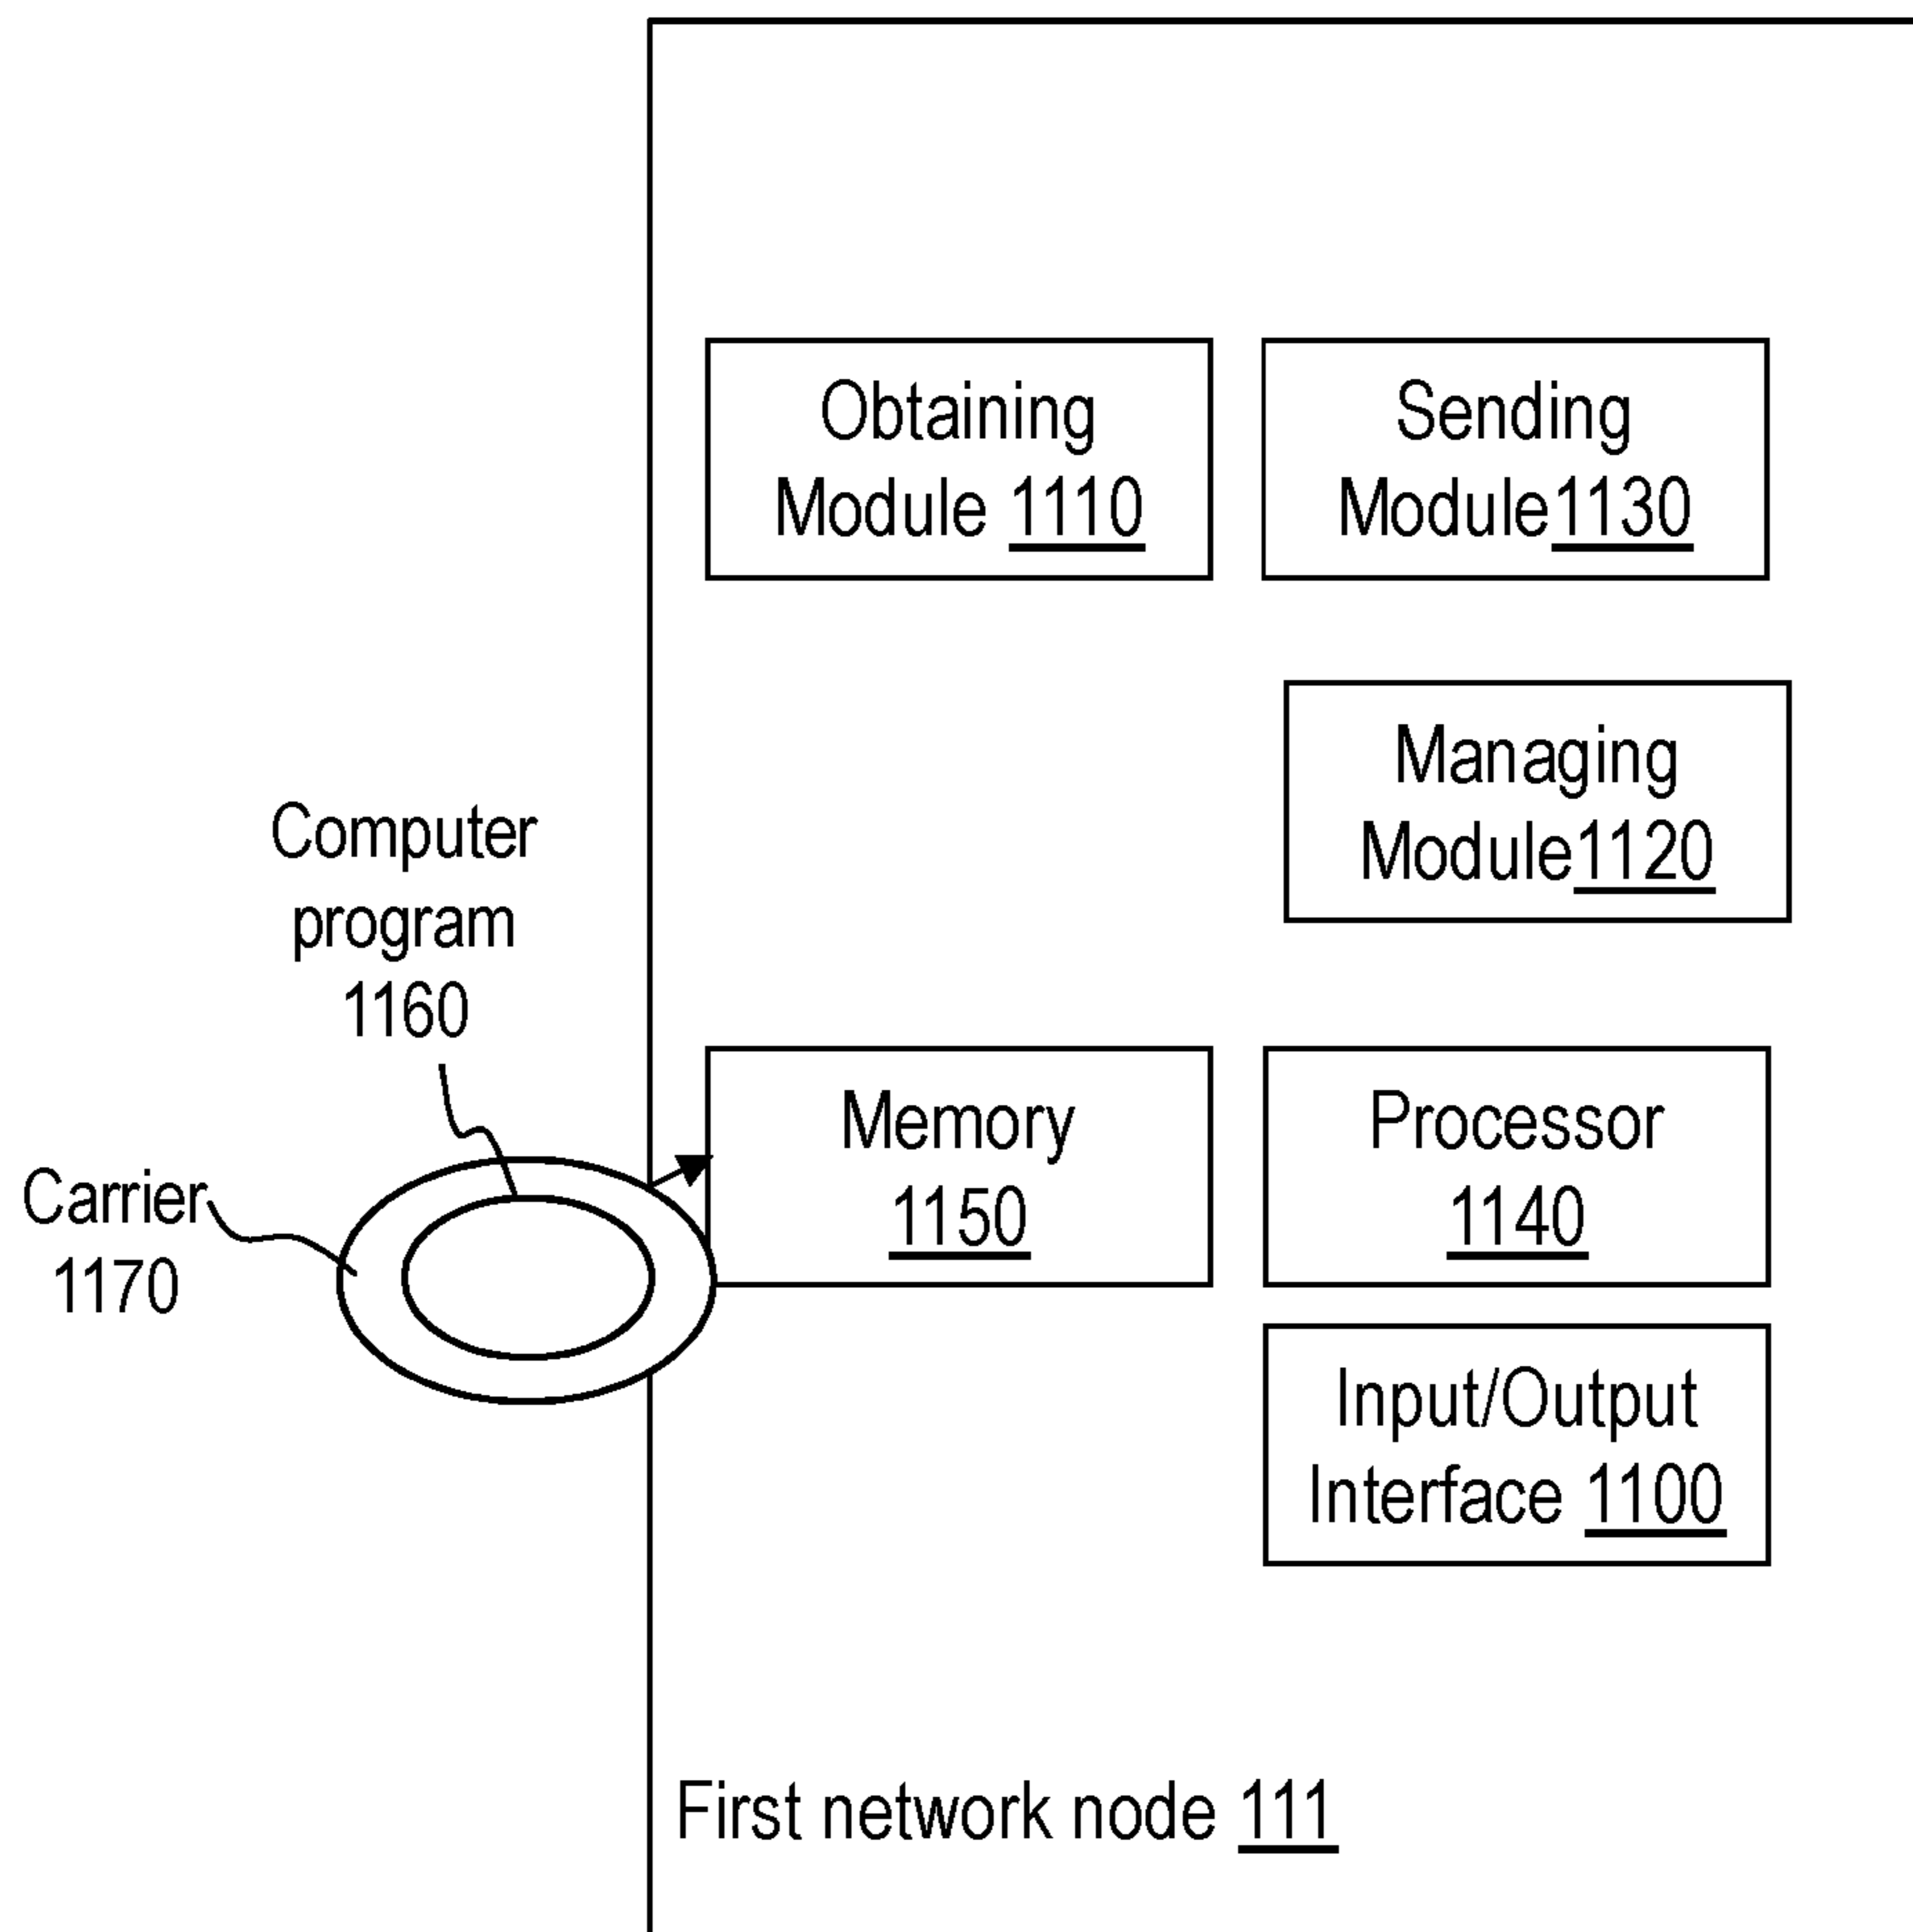 Obtaining
Module 1110
Sending
Module1130
Managing
Module1120
Computer
program
1160
Memory
1150
Processor
1140
Carrier
1170
Input/Output
Interface 1100
First network node 111